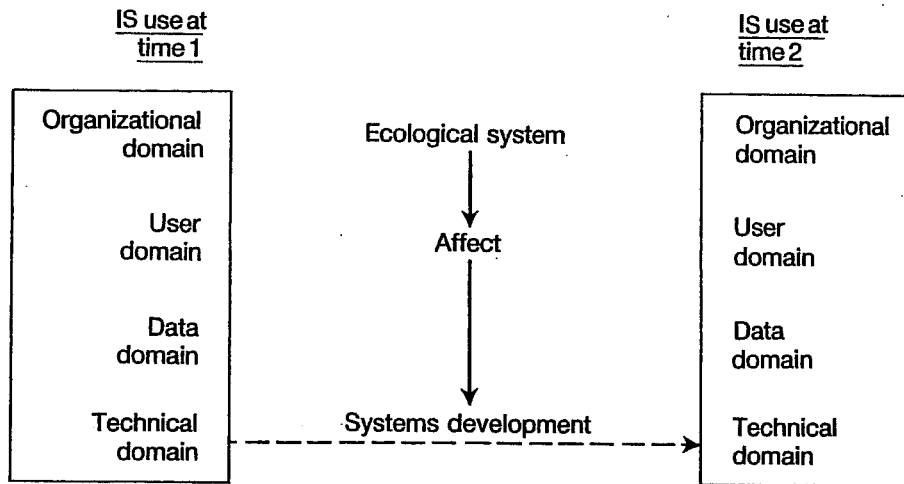 IS use at
time 1
IS use at
time 2
Organizational
domain
User
domain
Data
domain
Technical
domain
Ecological system
Affect
Systems development
Organizational
domain
User
domain
Data
domain
Technical
domain